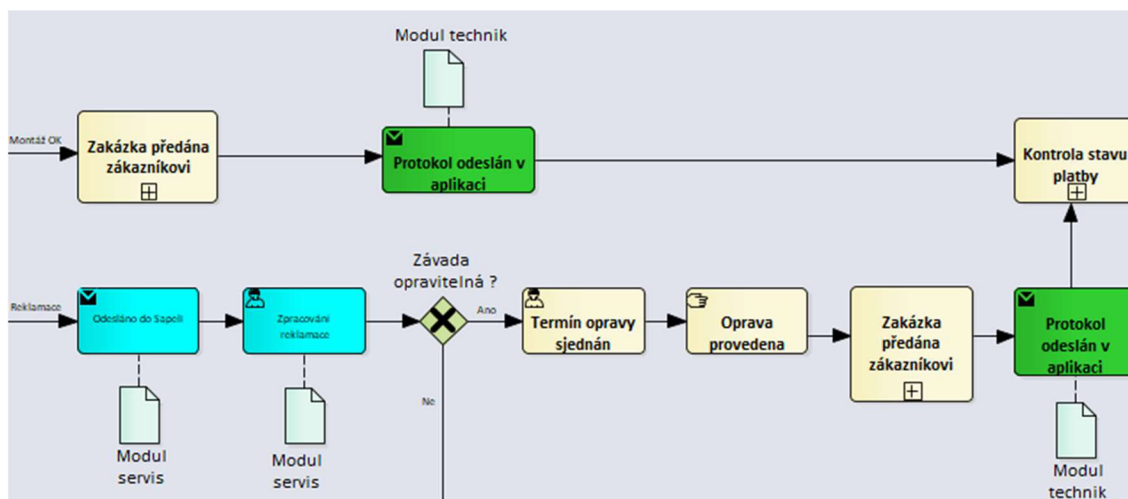 Modul technik
Montáž OK
Zakázka předána
zákazníkovi
Protokol odeslán v
aplikaci
Kontrola stavu
platby
Závada
opravitelná ?
Reklamace
Odesláno do Sapeli
Zpracování
reklamace
Ano
Termín opravy
sjednán
Oprava
provedena
Zakázka
předána
zákazníkovi
Protokol
odeslán v
aplikaci
Ne
Modul
servis
Modul
servis
Modul
technik